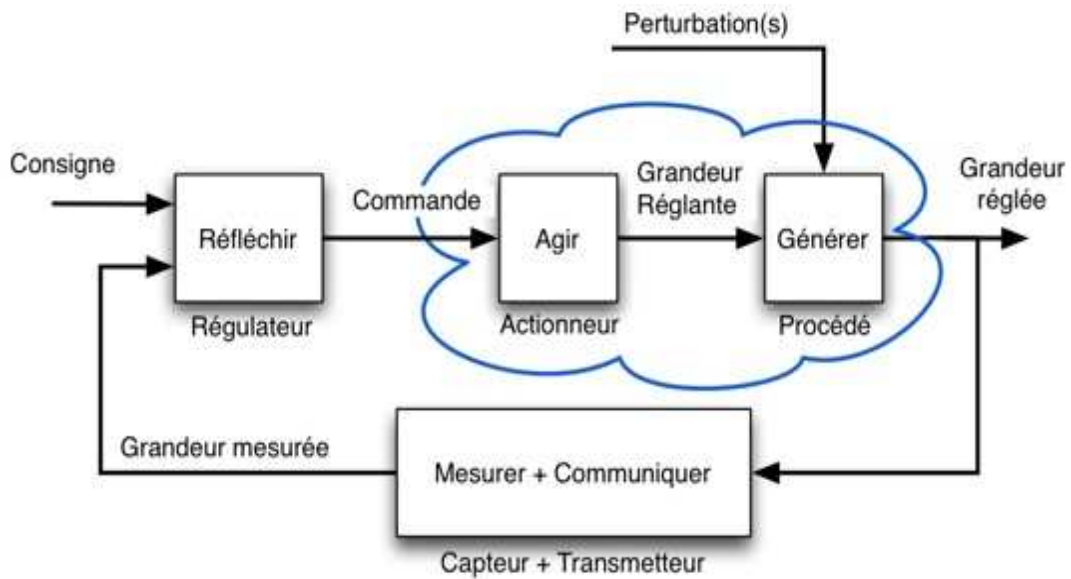 Perturbation(s)
Consigne
Commande
Grandeur
Réglante
Grandeur
réglée
Réfléchir
Agir
Générer
Régulateur
Actionneur
Procédé
Grandeur mesurée
Mesurer + Communiquer
Capteur + Transmetteur